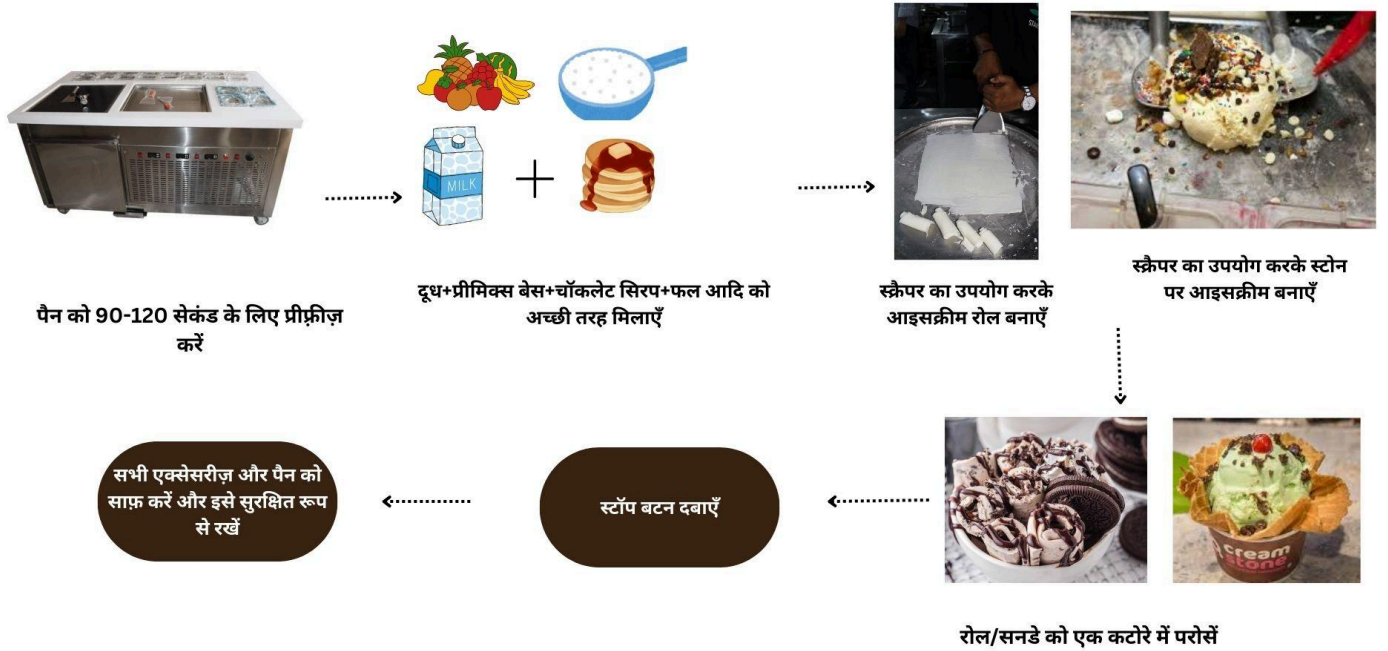 MILK
पैन को 90-120 सेकंड के लिए प्रीफ़्रीज़
करें
दूध+प्रीमिक्स बेस+चॉकलेट सिरप+फल आदि को
अच्छी तरह मिलाएँ
स्क्रैपर का उपयोग करके
आइसक्रीम रोल बनाएँ
स्क्रैपर का उपयोग करके स्टोन
पर आइसक्रीम बनाएँ
cream
stone
रोल/सनडे को एक कटोरे में परोसें
स्टॉप बटन दबाएँ
सभी एक्सेसरीज़ और पैन को
साफ़ करें और इसे सुरक्षित रूप
से रखें